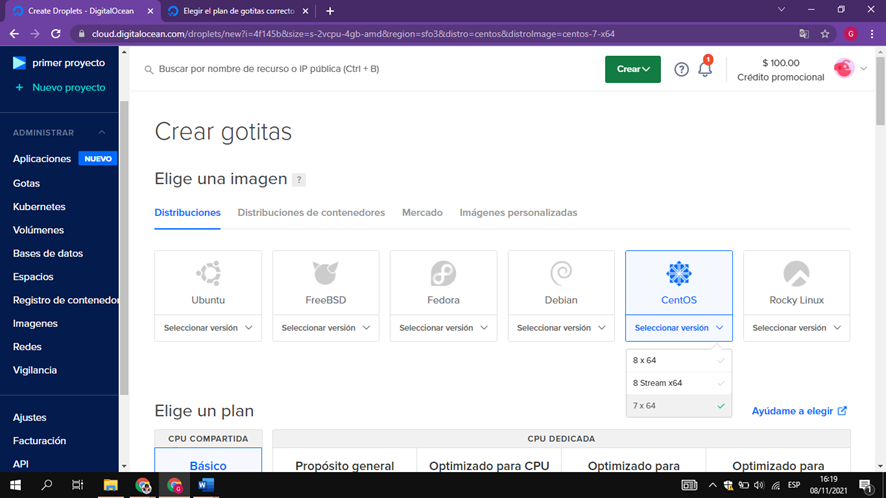 Create Droplets - DigitalOcean
Elegir el plan de gotitas correcto
cloud.digitalocean.com/droplets/new?i=4f145b&size=s-2vcpu-4gb-amd&region=sfo3&distro=centos&distroImage=centos-7-x64
G
primer proyecto
Buscar por nombre de recurso o IP pública (Ctrl + B)
Crear
?
1
$ 100.00
Crédito promocional
+ Nuevo proyecto
ADMINISTRAR
Aplicaciones NUEVO
Gotas
Kubernetes
Volúmenes
Bases de datos
Espacios
Registro de contenedor
Imagenes
Redes
Vigilancia
Ajustes
Facturación
API
Crear gotitas
Elige una imagen ?
Distribuciones Distribuciones de contenedores Mercado Imágenes personalizadas
Ubuntu FreeBSD Fedora Debian CentOS Rocky Linux
Seleccionar versión Seleccionar versión Seleccionar versión Seleccionar versión Seleccionar versión Seleccionar versión
8 x 64
8 Stream x64
7 x 64
Elige un plan
Ayúdame a elegir
CPU COMPARTIDA CPU DEDICADA
Básico Propósito general Optimizado para CPU Optimizado para Optimizado para
ESP
16:19
08/11/2021
1